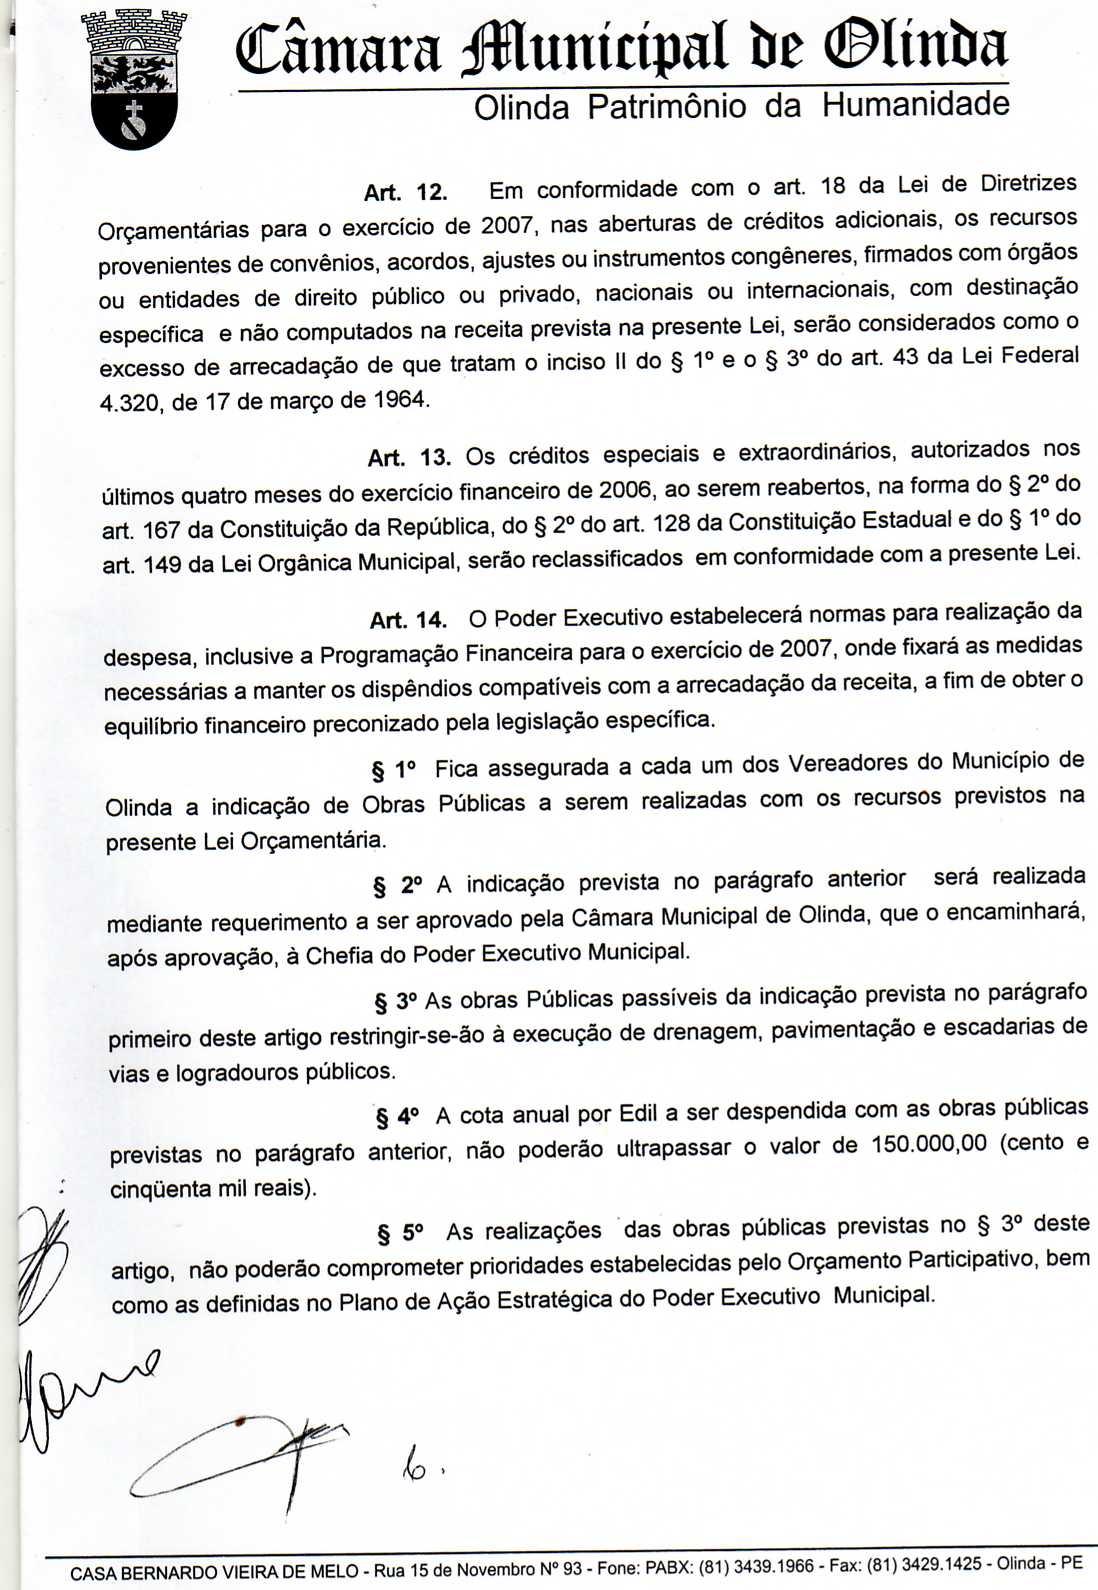 Câmara Municipal de Olinda
Olinda Patrimônio da Humanidade
Art. 12. Em conformidade com o art. 18 da Lei de Diretrizes
Orçamentárias para o exercício de 2007, nas aberturas de créditos adicionais, os recursos
provenientes de convênios, acordos, ajustes ou instrumentos congêneres, firmados com órgãos
ou entidades de direito público ou privado, nacionais ou internacionais, com destinação
específica e não computados na receita prevista na presente Lei, serão considerados como o
excesso de arrecadação de que tratam o inciso II do § 1º e o § 3º do art. 43 da Lei Federal
4.320, de 17 de março de 1964.
Art. 13. Os créditos especiais e extraordinários, autorizados nos
últimos quatro meses do exercício financeiro de 2006, ao serem reabertos, na forma do § 2º do
art. 167 da Constituição da República, do § 2º do art. 128 da Constituição Estadual e do § 1º do
art. 149 da Lei Orgânica Municipal, serão reclassificados em conformidade com a presente Lei.
Art. 14. O Poder Executivo estabelecerá normas para realização da
despesa, inclusive a Programação Financeira para o exercício de 2007, onde fixará as medidas
necessárias a manter os dispêndios compatíveis com a arrecadação da receita, a fim de obter o
equilíbrio financeiro preconizado pela legislação específica.
§ 1º Fica assegurada a cada um dos Vereadores do Município de
Olinda a indicação de Obras Públicas a serem realizadas com os recursos previstos na
presente Lei Orçamentária.
§ 2º A indicação prevista no parágrafo anterior será realizada
mediante requerimento a ser aprovado pela Câmara Municipal de Olinda, que o encaminhará,
após aprovação, à Chefia do Poder Executivo Municipal.
§ 3º As obras Públicas passíveis da indicação prevista no parágrafo
primeiro deste artigo restringir-se-ão à execução de drenagem, pavimentação e escadarias de
vias e logradouros públicos.
§ 4º A cota anual por Edil a ser despendida com as obras públicas
previstas no parágrafo anterior, não poderão ultrapassar o valor de 150.000,00 (cento e
cinqüenta mil reais).
§ 5º As realizações das obras públicas previstas no § 3º deste
artigo, não poderão comprometer prioridades estabelecidas pelo Orçamento Participativo, bem
como as definidas no Plano de Ação Estratégica do Poder Executivo Municipal.
CASA BERNARDO VIEIRA DE MELO - Rua 15 de Novembro Nº 93 - Fone: PABX: (81) 3439.1966 - Fax: (81) 3429.1425 - Olinda - PE